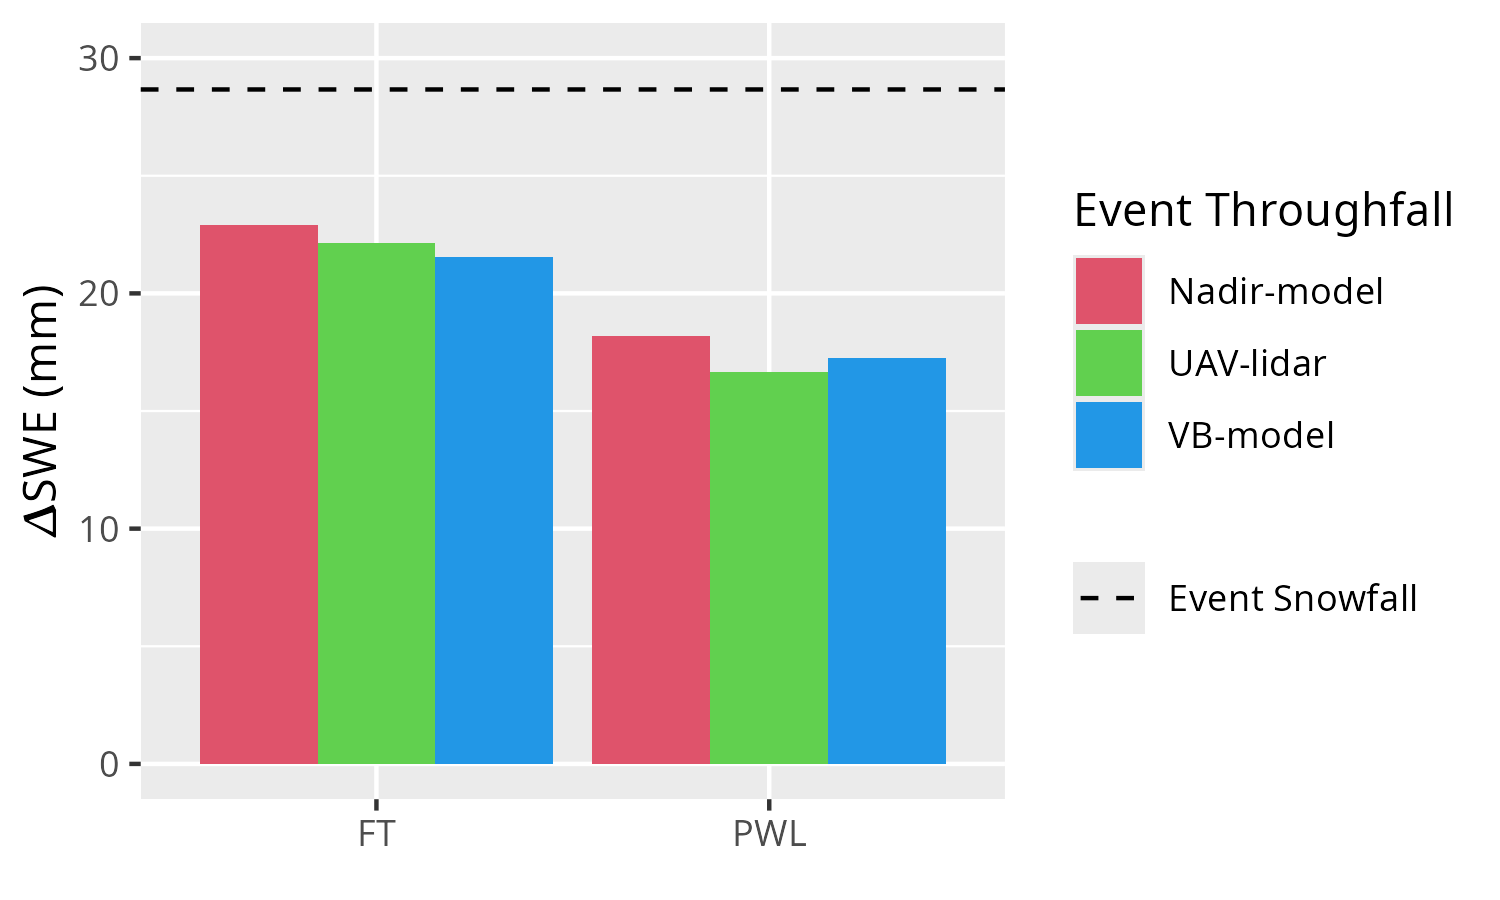 30
20
10
0
ΔSWE (mm)
FT
PWL
Event Throughfall
Nadir-model
UAV-lidar
VB-model
Event Snowfall